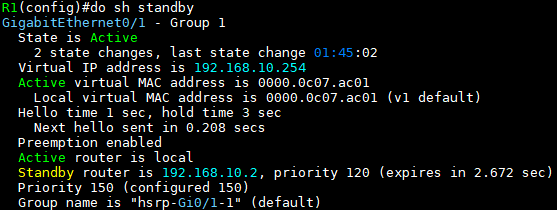 R1(config)#do sh standby
GigabitEthernet0/1 - Group 1
State is Active
2 state changes, last state change 01:45:02
Virtual IP address is 192.168.10.254
Active virtual MAC address is 0000.0c07.ac01
Local virtual MAC address is 0000.0c07.ac01 (v1 default)
Hello time 1 sec, hold time 3 sec
Next hello sent in 0.208 secs
Preemption enabled
Active router is local
Standby router is 192.168.10.2, priority 120 (expires in 2.672 sec)
Priority 150 (configured 150)
Group name is "hsrp-Gi0/1-1" (default)